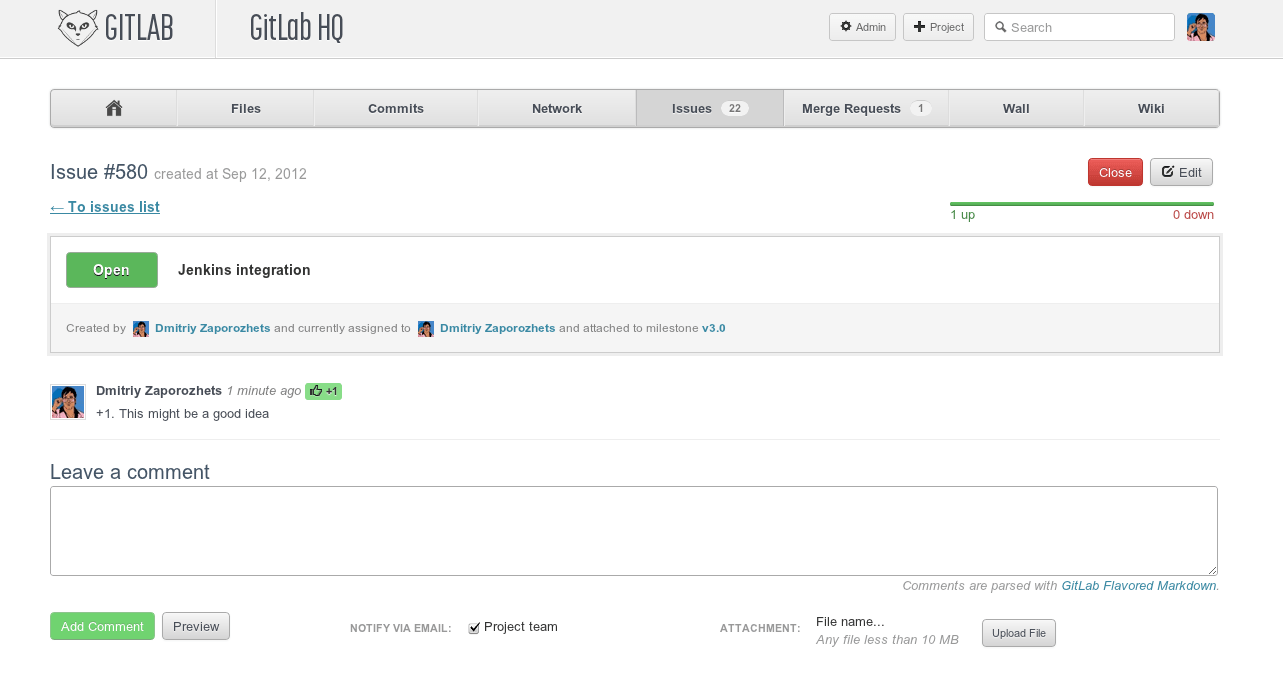 GITLAB GitLab HQ Admin Project Search
Files Commits Network Issues 22 Merge Requests 1 Wall Wiki
Issue #580 created at Sep 12, 2012 Close Edit
← To issues list
1 up 0 down
Open Jenkins integration
Created by Dmitriy Zaporozhets and currently assigned to Dmitriy Zaporozhets and attached to milestone v3.0
Dmitriy Zaporozhets 1 minute ago +1
+1. This might be a good idea
Leave a comment
Comments are parsed with GitLab Flavored Markdown.
Add Comment Preview NOTIFY VIA EMAIL: Project team ATTACHMENT: File name... Upload File
Any file less than 10 MB